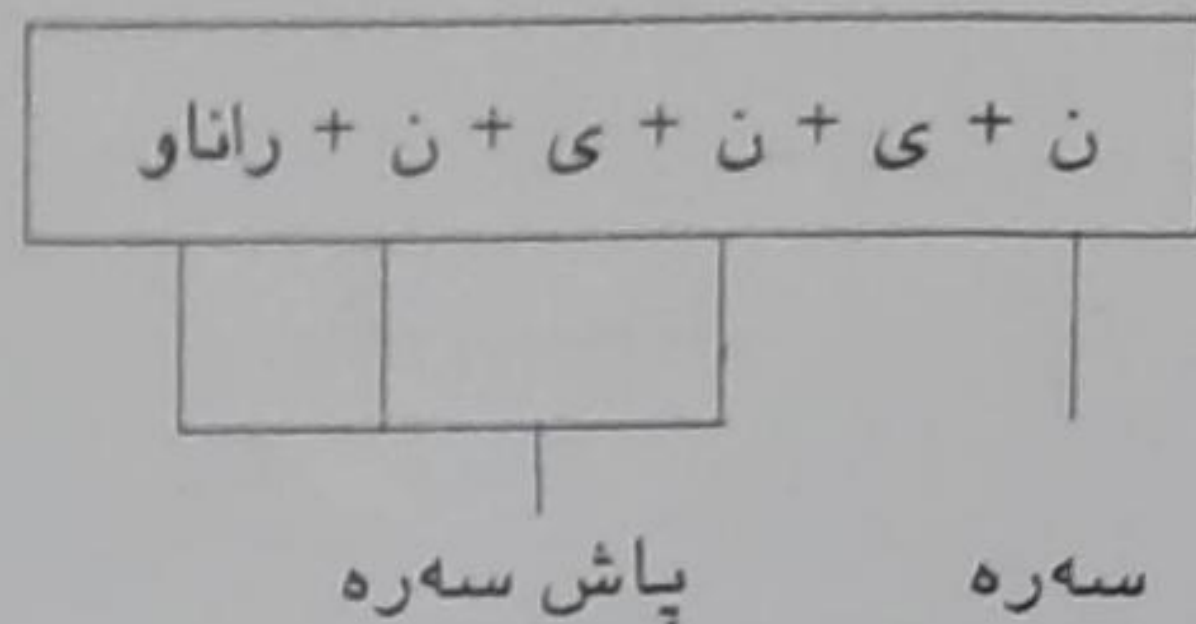 ن + ی + ن + ی + ن + راناو
سەرە
پاش سەرە